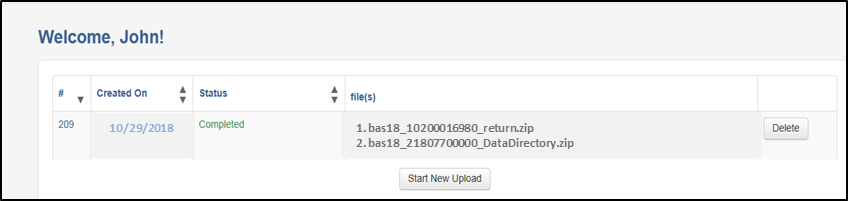 Welcome, John!
# Created On Status file(s)
209 10/29/2018 Completed 1.bas18_10200016980_return.zip Delete
2.bas18_21807700000_DataDirectory.zip
Start New Upload